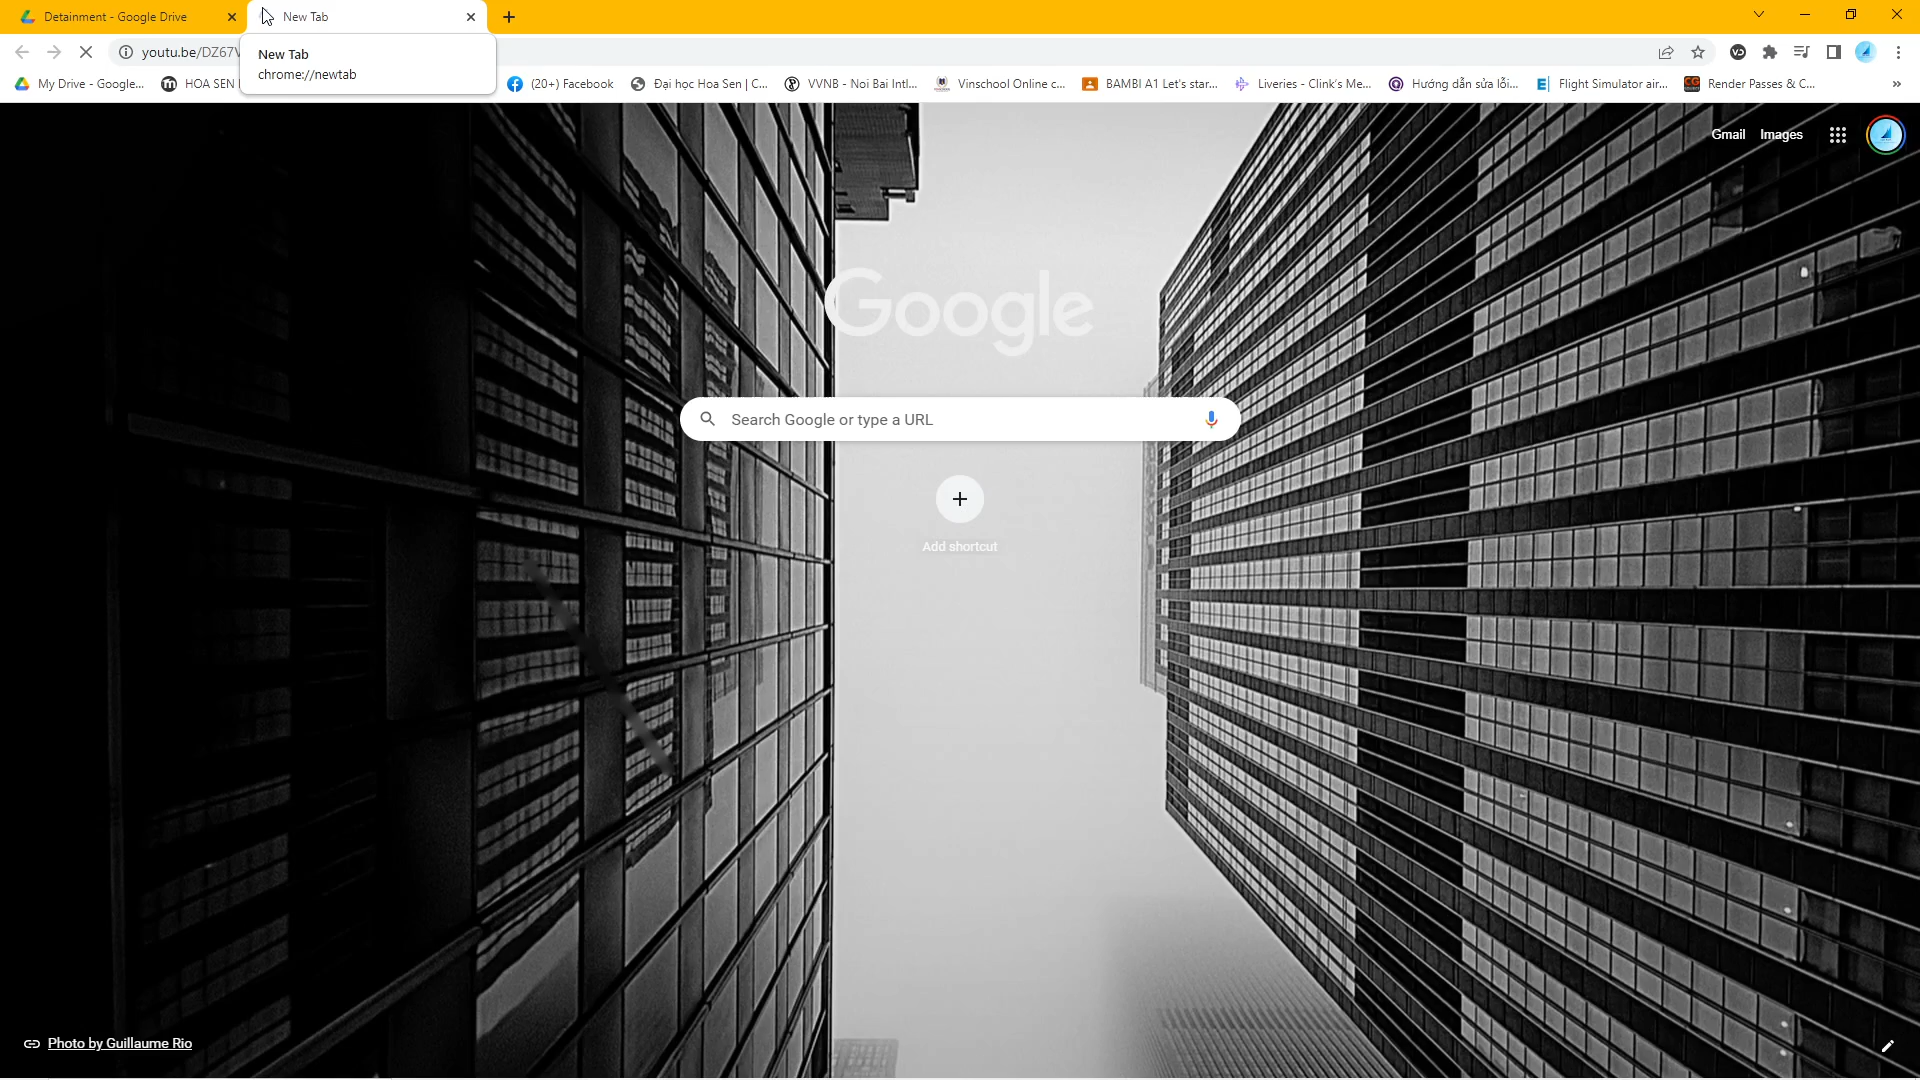 Detainment - Google Drive
New Tab
youtu.be/DZ67V
New Tab
chrome://newtab
My Drive - Google...
HOA SEN
(20+) Facebook
Đại học Hoa Sen | C...
VVNB - Noi Bai Intl...
Vinschool Online c...
BAMBI A1 Let's star...
Liveries - Clink's Me...
Hướng dẫn sửa lỗi...
Flight Simulator air...
Render Passes & C...
Gmail
Images
Google
Search Google or type a URL
Add shortcut
Photo by Guillaume Rio